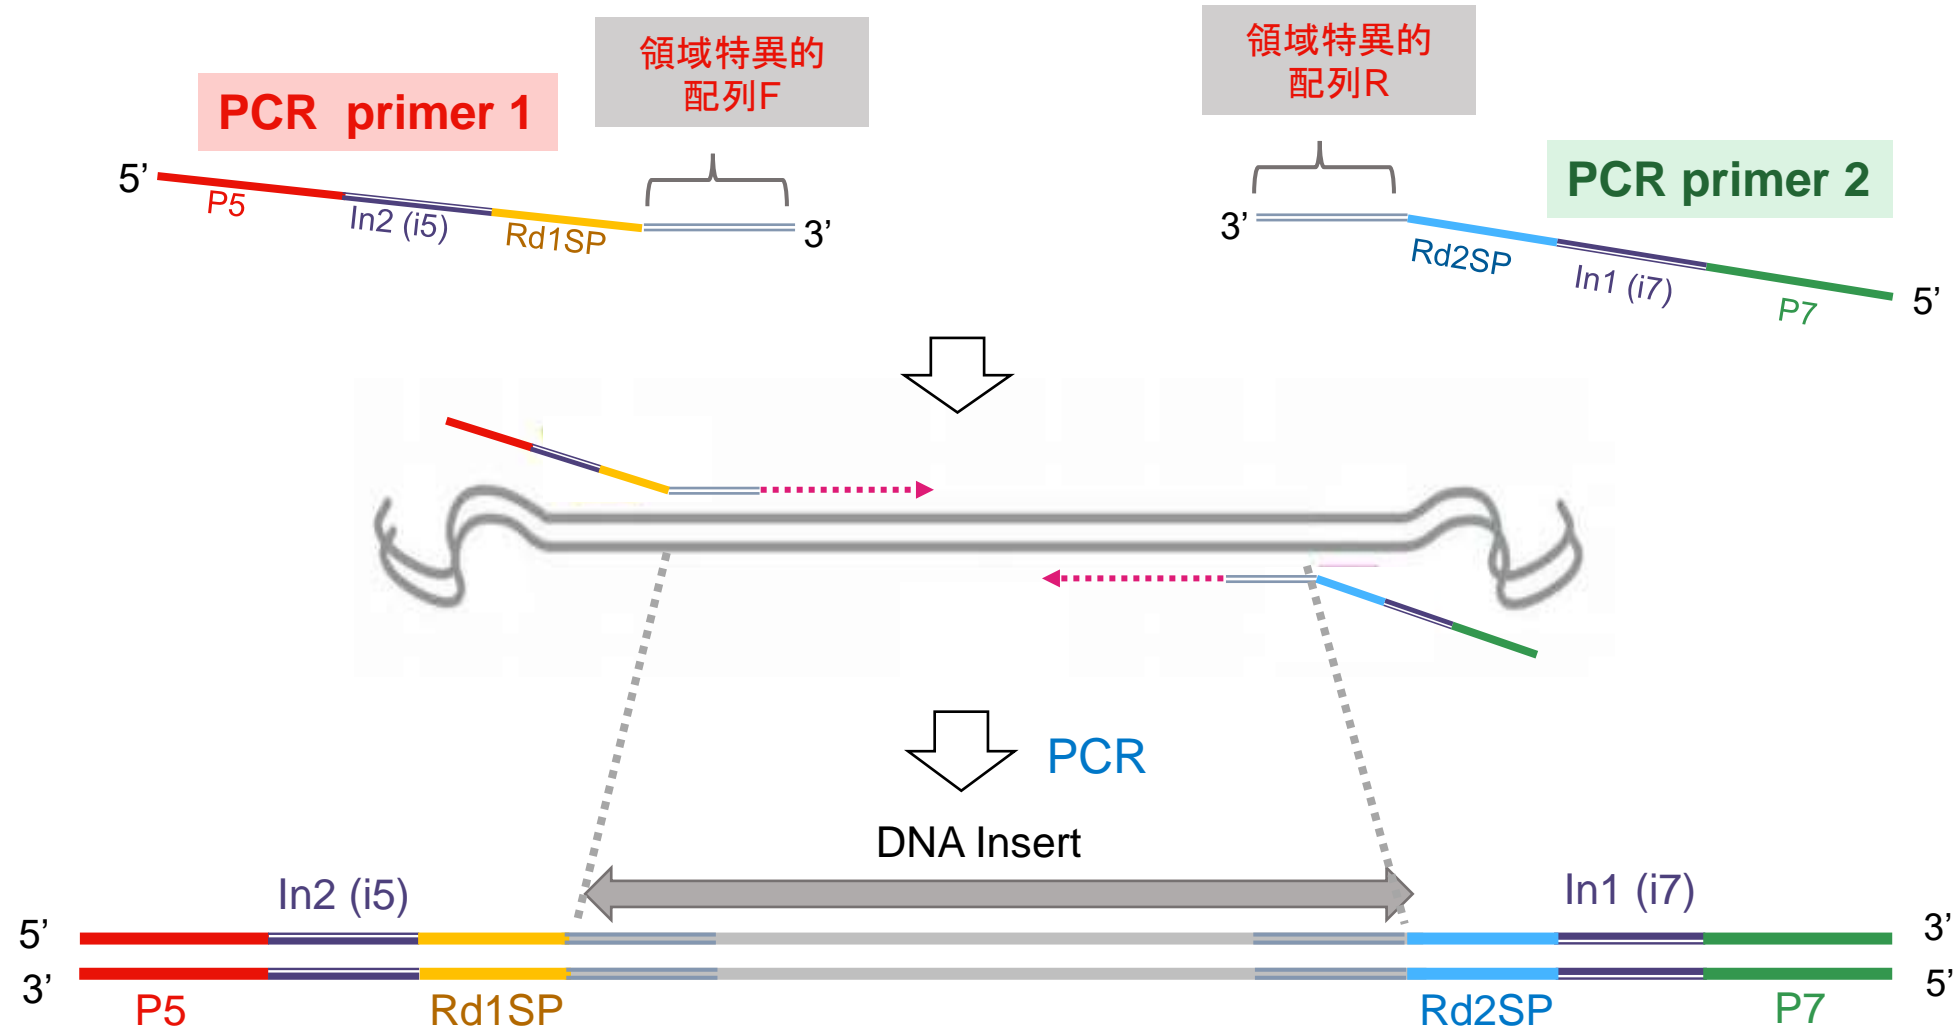 領域特異的
配列F
領域特異的
配列R
PCR primer 1
PCR primer 2
5’
P5
In2 (i5)
Rd1SP
3’
3’
Rd2SP
In1 (i7)
P7
5’
PCR
DNA Insert
In2 (i5)
In1 (i7)
5’
3’
3’
5’
P5
Rd1SP
Rd2SP
P7